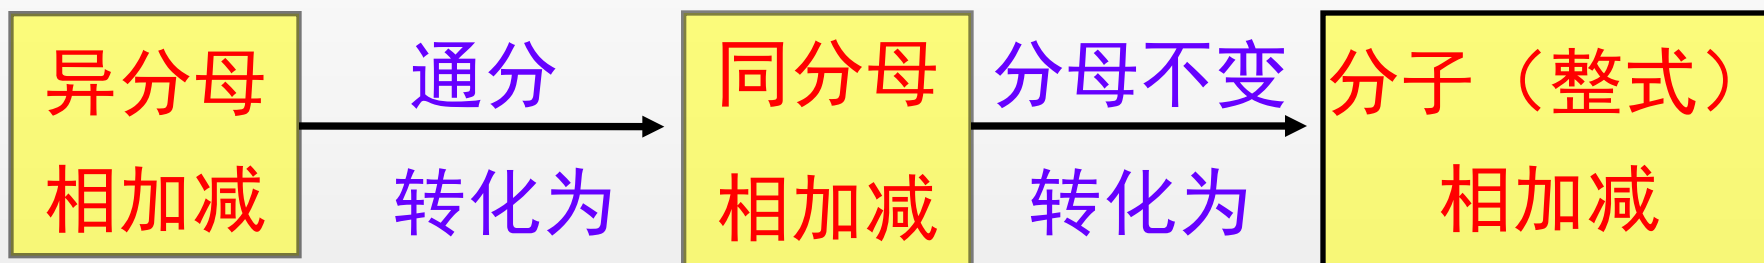 异分母
相加减
通分
转化为
同分母
相加减
分母不变
转化为
分子（整式）
相加减